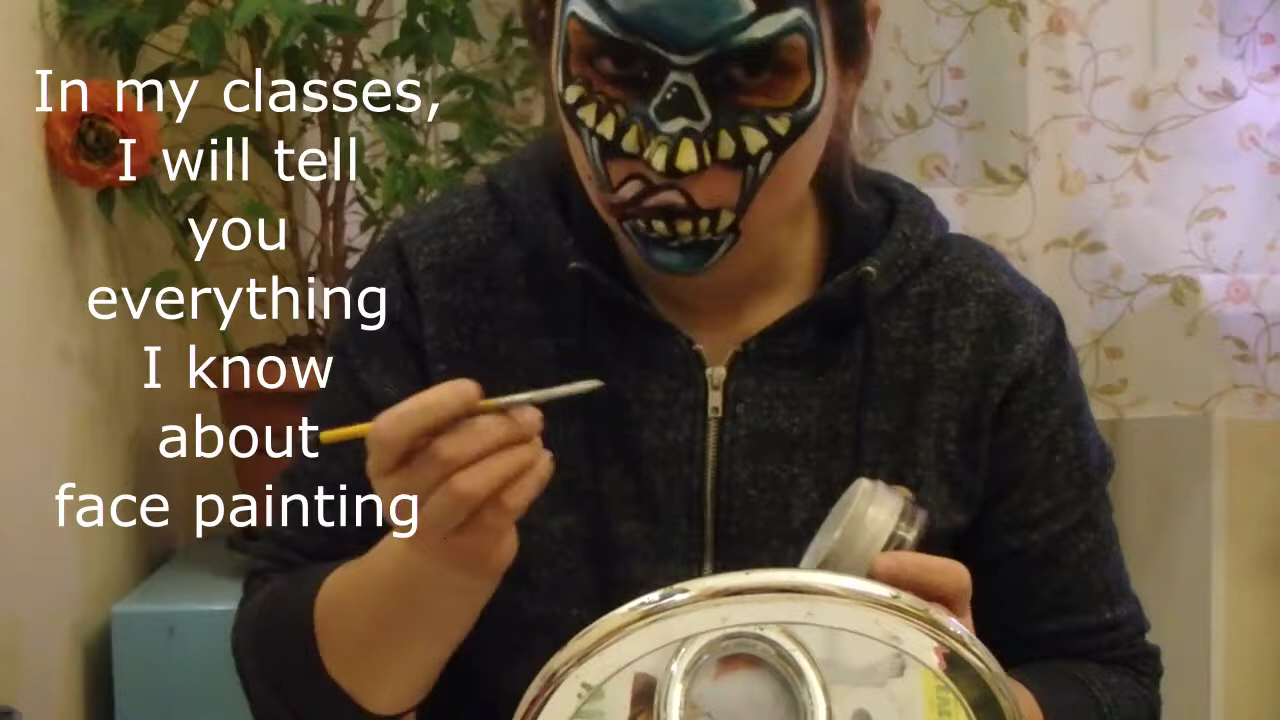 In my classes,
I will tell
you
everything
I know
about
face painting